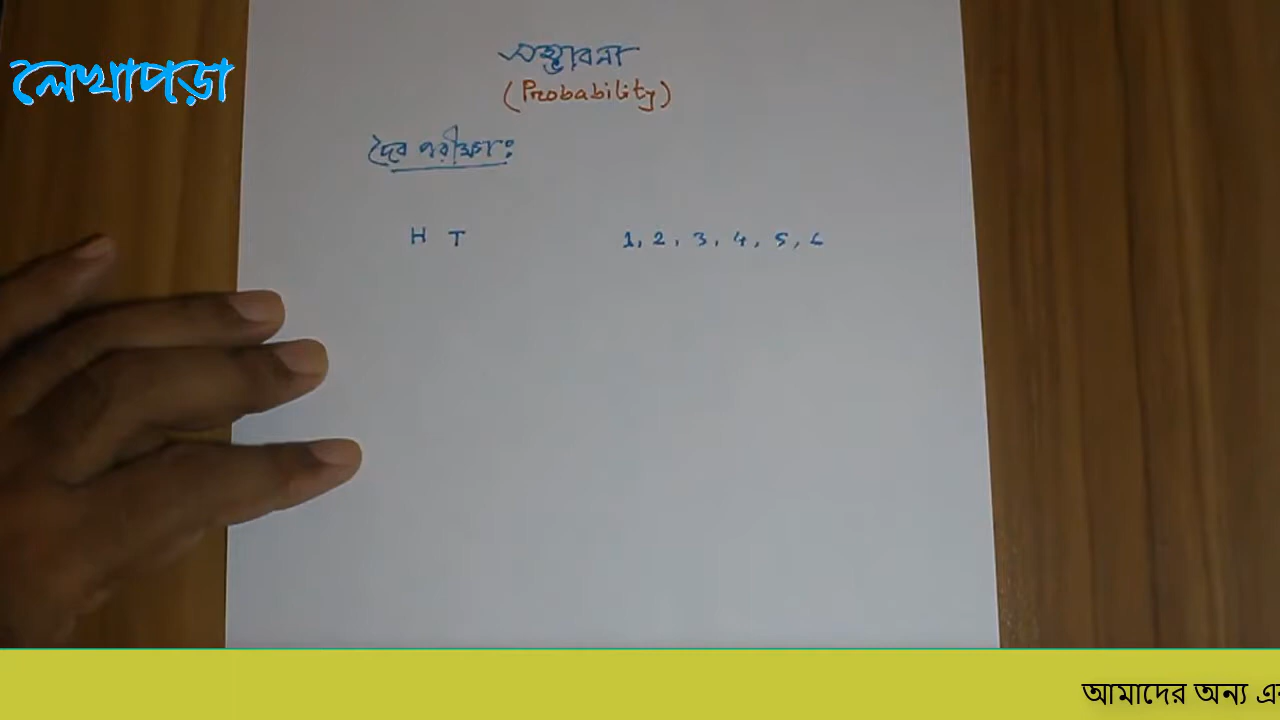 লেখাপড়া
সম্ভাবনা
(Probability)
দৈব পরীক্ষা:
H T 1, 2, 3, 4, 5, 6
আমাদের অন্য